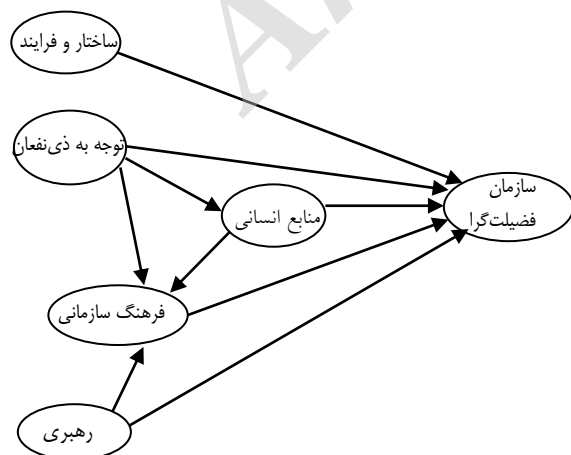 ساختار و فرایند
توجه به ذی‌نفعان
سازمان
فضیلت‌گرا
منابع انسانی
فرهنگ سازمانی
رهبری